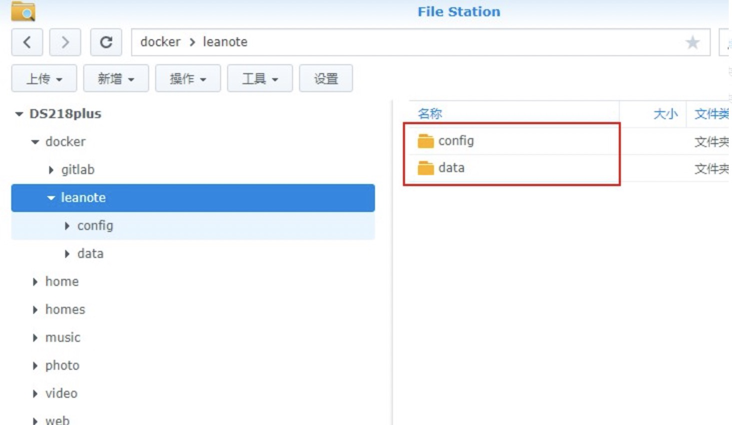 File Station
docker > leanote
上传 新增 操作 工具 设置
DS218plus
docker
gitlab
leanote
config
data
home
homes
music
photo
video
web
名称 大小 文件类
config 文件夹
data 文件夹